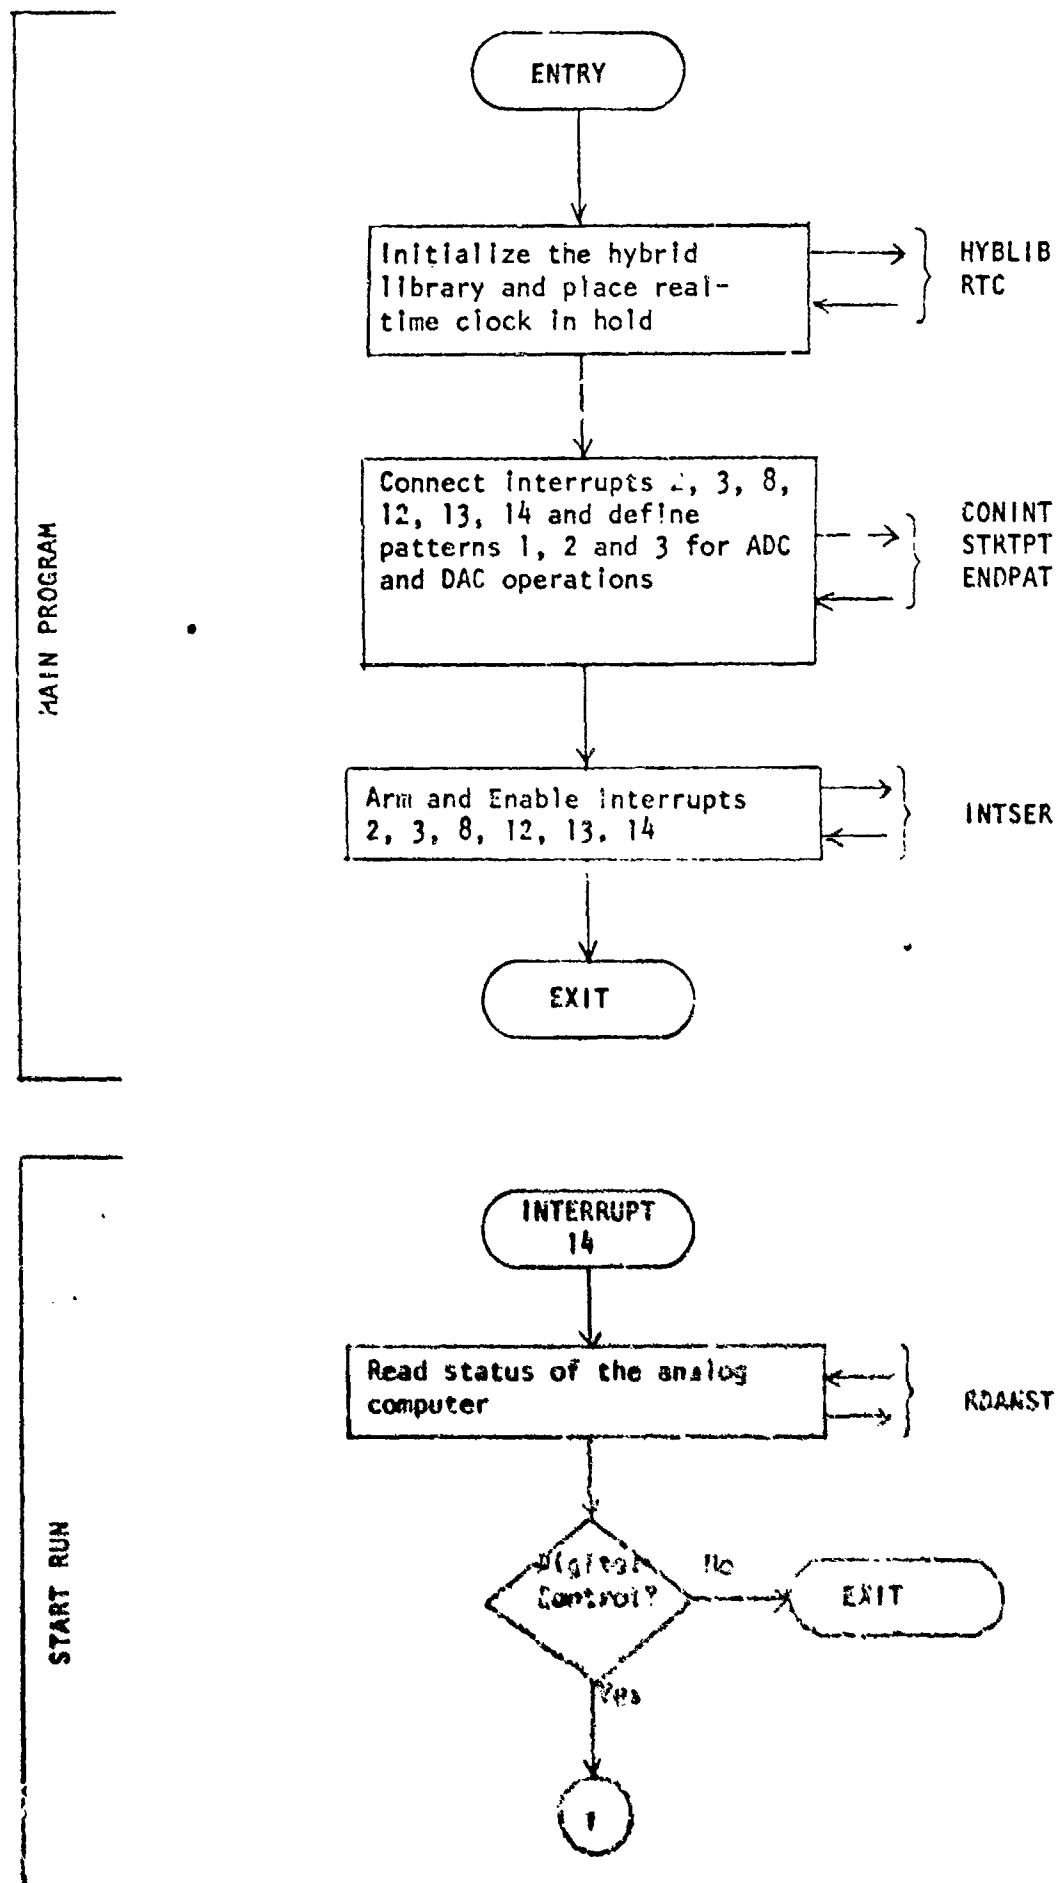 ENTRY
Initialize the hybrid
library and place real-
time clock in hold
HYBLIB
RTC
Connect Interrupts 2, 3, 8,
12, 13, 14 and define
patterns 1, 2 and 3 for ADC
and DAC operations
CONINT
STRTPT
ENDPAT
MAIN PROGRAM
Arm and Enable Interrupts
2, 3, 8, 12, 13, 14
INTSER
EXIT
INTERRUPT
14
Read status of the analog
computer
RDANST
START RUN
Digital
Control?
No
EXIT
Yes
1